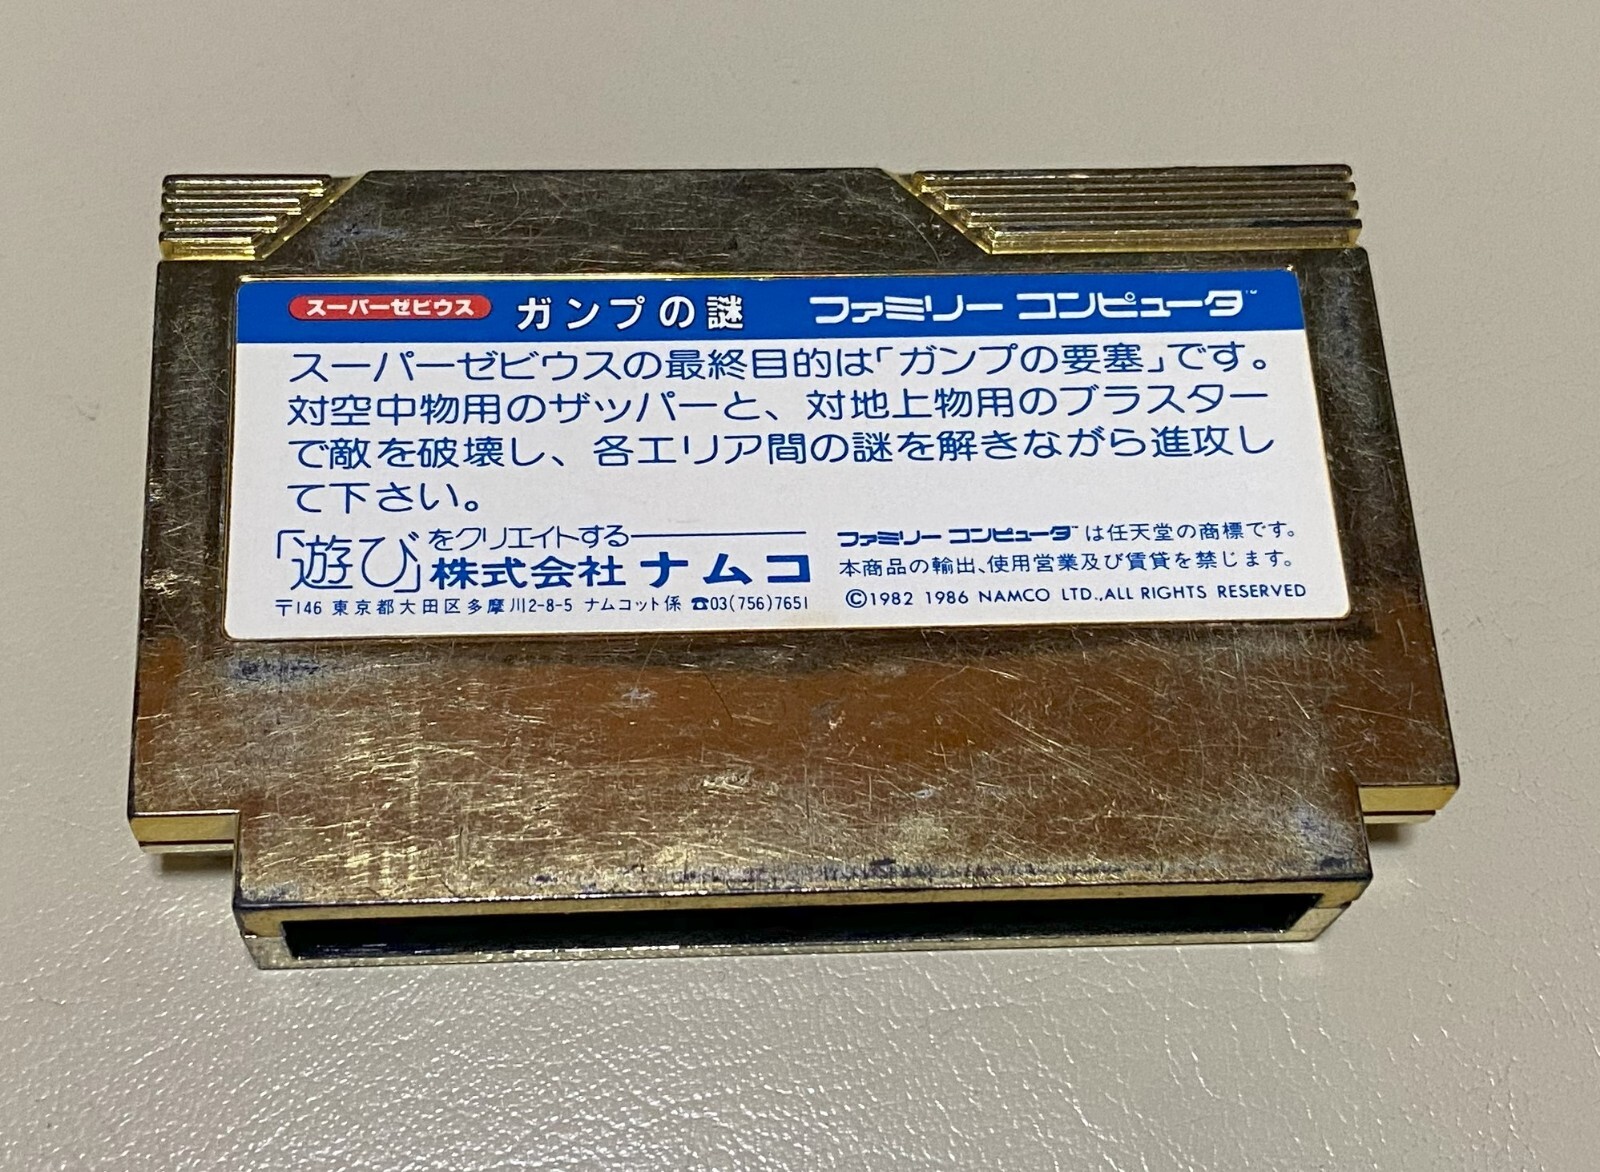 スーパーゼビウス ガンプの謎 ファミリー コンピュータ™
スーパーゼビウスの最終目的は「ガンプの要塞」です。
対空中物用のザッパーと、対地上物用のブラスター
で敵を破壊し、各エリア間の謎を解きながら進攻し
て下さい。
「遊び」をクリエイトする
株式会社 ナムコ
〒146 東京都大田区多摩川2-8-5 ナムコット係 ☎03(756)7651
ファミリー コンピュータ™は任天堂の商標です。
本商品の輸出、使用営業及び賃貸を禁じます。
©1982 1986 NAMCO LTD.,ALL RIGHTS RESERVED